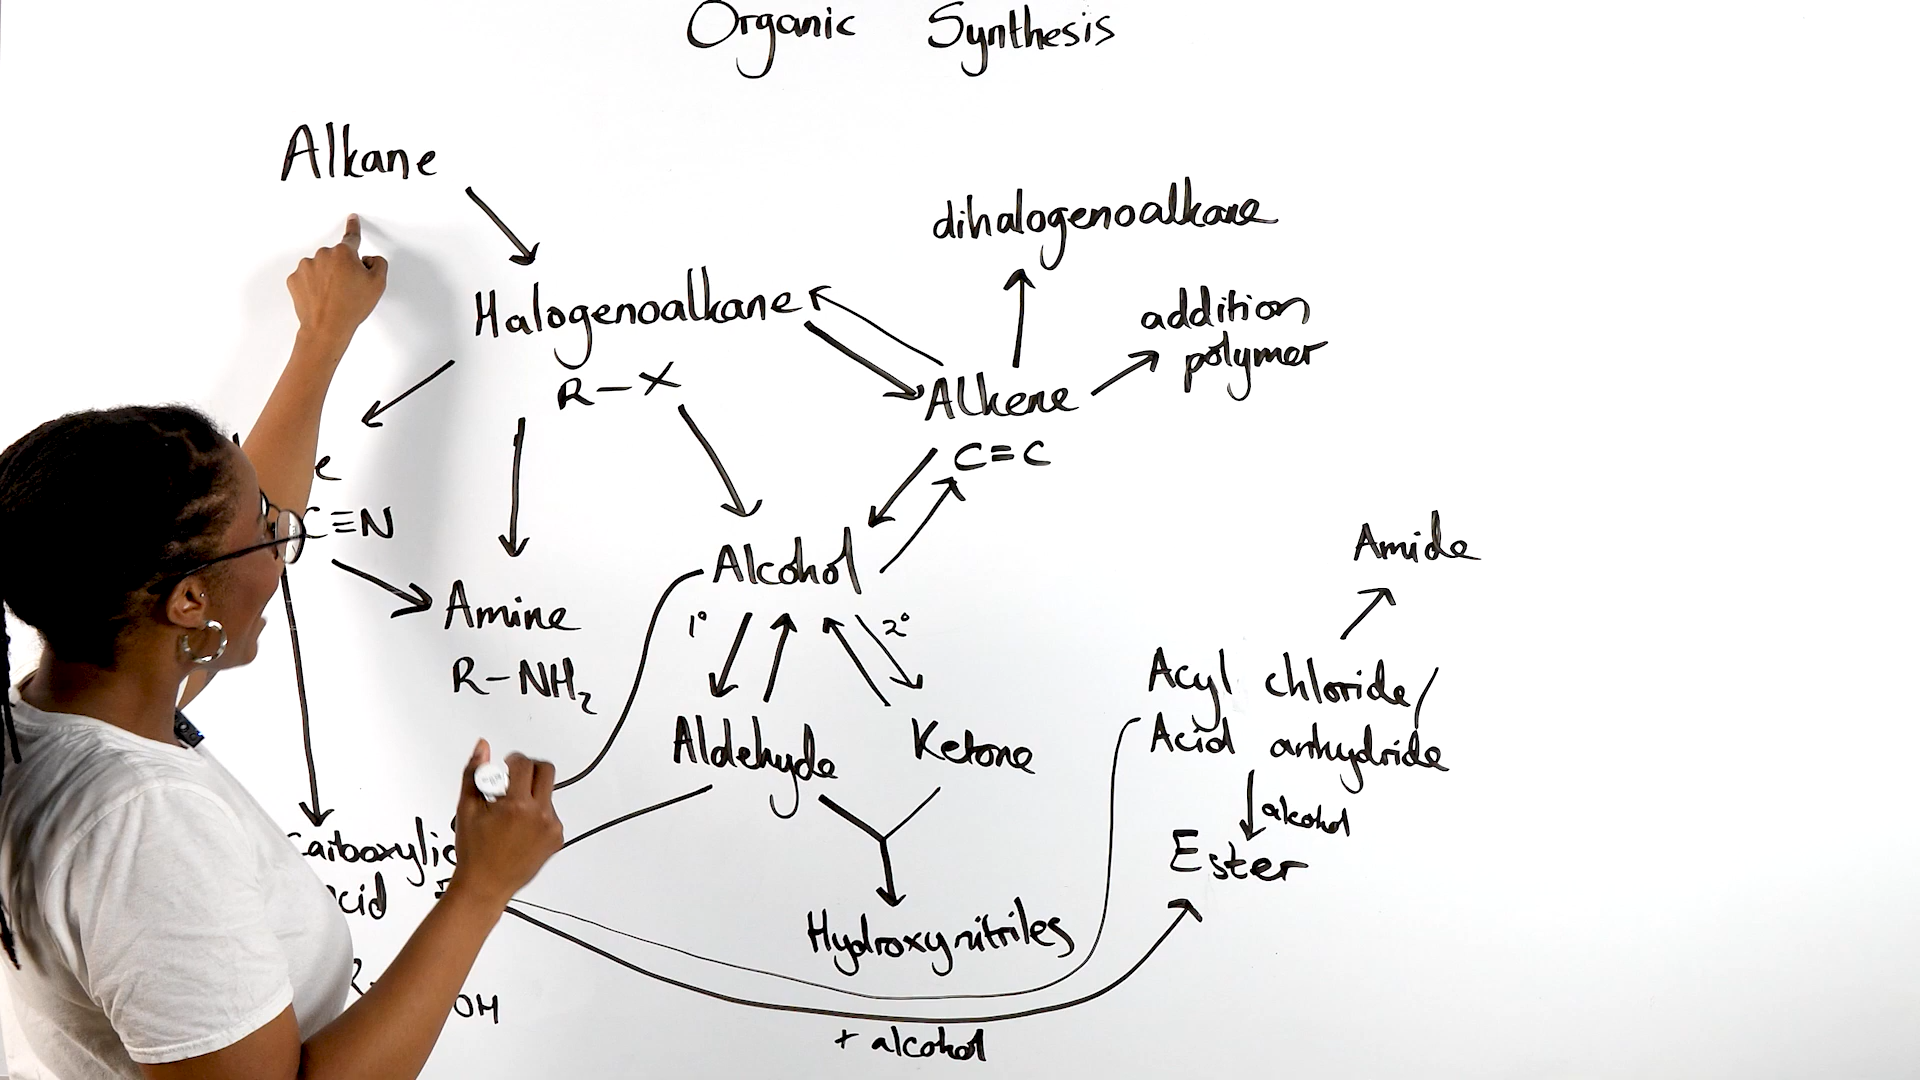 Organic Synthesis
Alkane
dihalogenoalkane
Halogenoalkane
addition
polymer
R-X
Alkene
C=C
C≡N
Alcohol
Amide
Amine
1°
2°
R-NH₂
Acyl chloride/
Acid anhydride
Aldehyde
Ketone
alcohol
Carboxylic
acid
Ester
Hydroxynitriles
R-
OH
+ alcohol